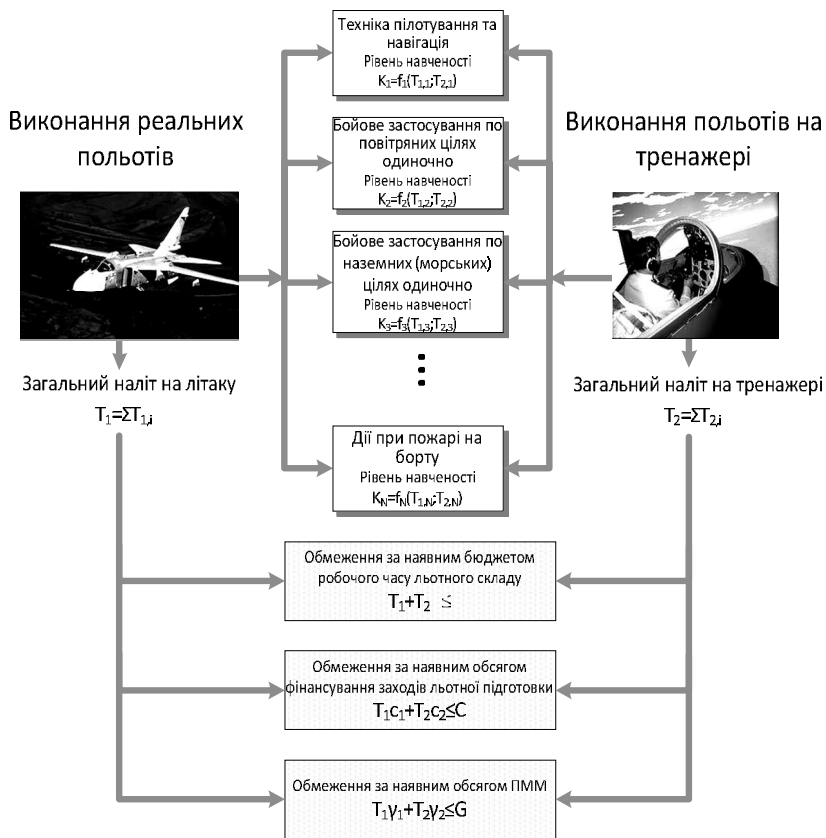 Техніка пілотування та
навігація
Рівень навченості
K₁=f₁(T₁,₁;T₂,₁)
Виконання реальних
польотів
Бойове застосування по
повітряних цілях
одиночно
Рівень навченості
K₂=f₂(T₁,₂;T₂,₂)
Виконання польотів на
тренажері
Бойове застосування по
наземних (морських)
цілях одиночно
Рівень навченості
K₃=f₃(T₁,₃;T₂,₃)
Загальний наліт на літаку
T₁=ΣT₁,ᵢ
Загальний наліт на тренажері
T₂=ΣT₂,ᵢ
Дії при пожарі на
борту
Рівень навченості
K_N=f_N(T₁,N;T₂,N)
Обмеження за наявним бюджетом
робочого часу льотного складу
T₁+T₂ ≤
Обмеження за наявним обсягом
фінансування заходів льотної підготовки
T₁c₁+T₂c₂≤C
Обмеження за наявним обсягом ПММ
T₁γ₁+T₂γ₂≤G